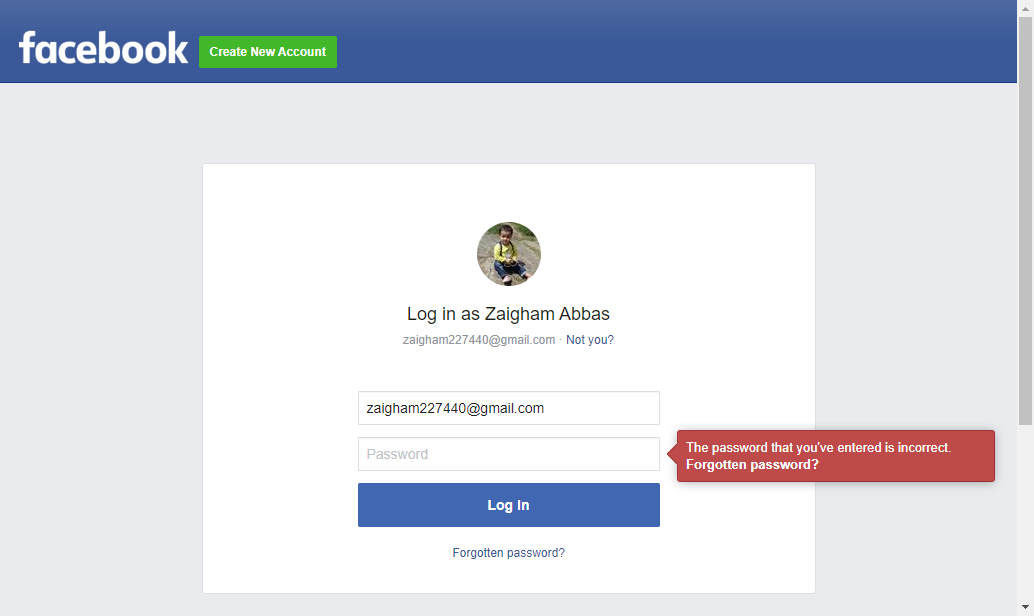 facebook
Create New Account
Log in as Zaigham Abbas
zaigham227440@gmail.com · Not you?
zaigham227440@gmail.com
Password
The password that you've entered is incorrect.
Forgotten password?
Log In
Forgotten password?